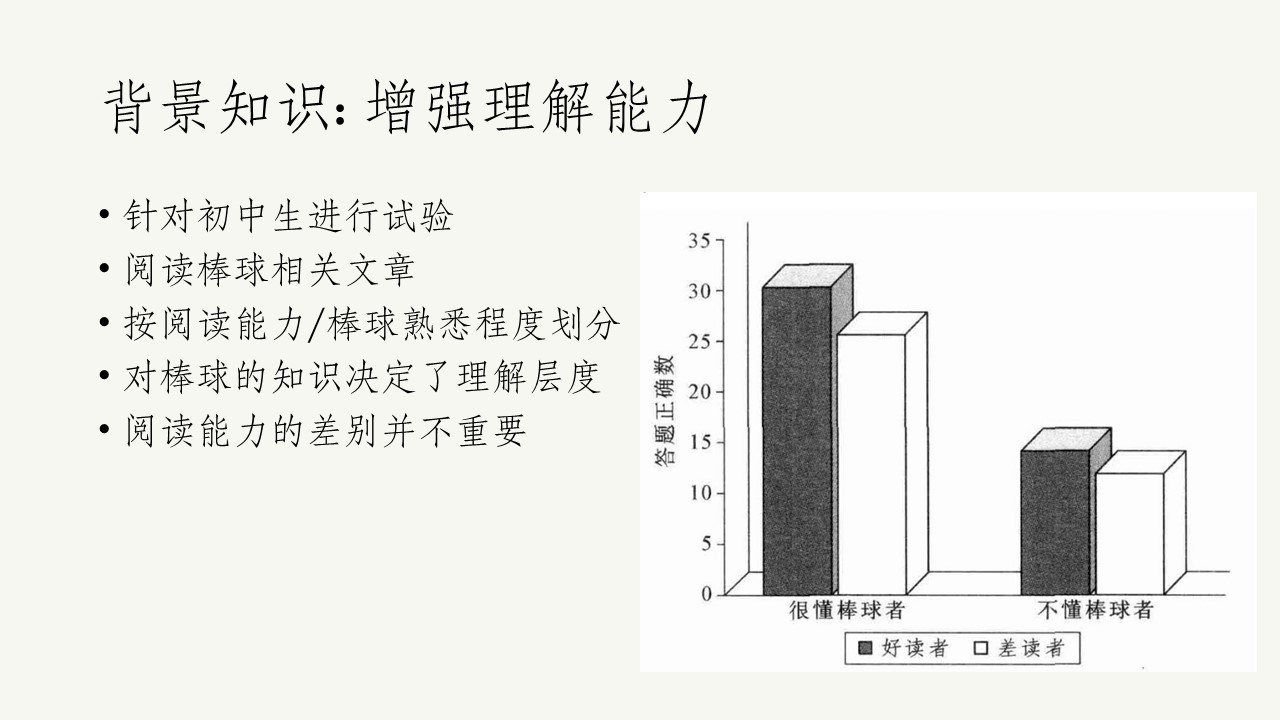 背景知识: 增强理解能力
• 针对初中生进行试验
• 阅读棒球相关文章
• 按阅读能力/棒球熟悉程度划分
• 对棒球的知识决定了理解层度
• 阅读能力的差别并不重要
答题正确数
35
30
25
20
15
10
5
0
很懂棒球者
不懂棒球者
好读者 差读者